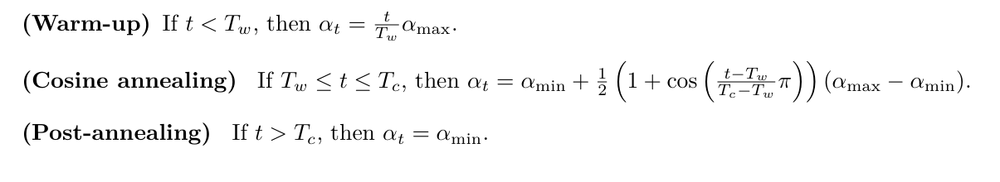 (Warm-up) If $t < T_w$, then $\alpha_t = \frac{t}{T_w}\alpha_{\max}$.
(Cosine annealing) If $T_w \leq t \leq T_c$, then $\alpha_t = \alpha_{\min} + \frac{1}{2}\left(1 + \cos\left(\frac{t-T_w}{T_c-T_w}\pi\right)\right)(\alpha_{\max} - \alpha_{\min})$.
(Post-annealing) If $t > T_c$, then $\alpha_t = \alpha_{\min}$.